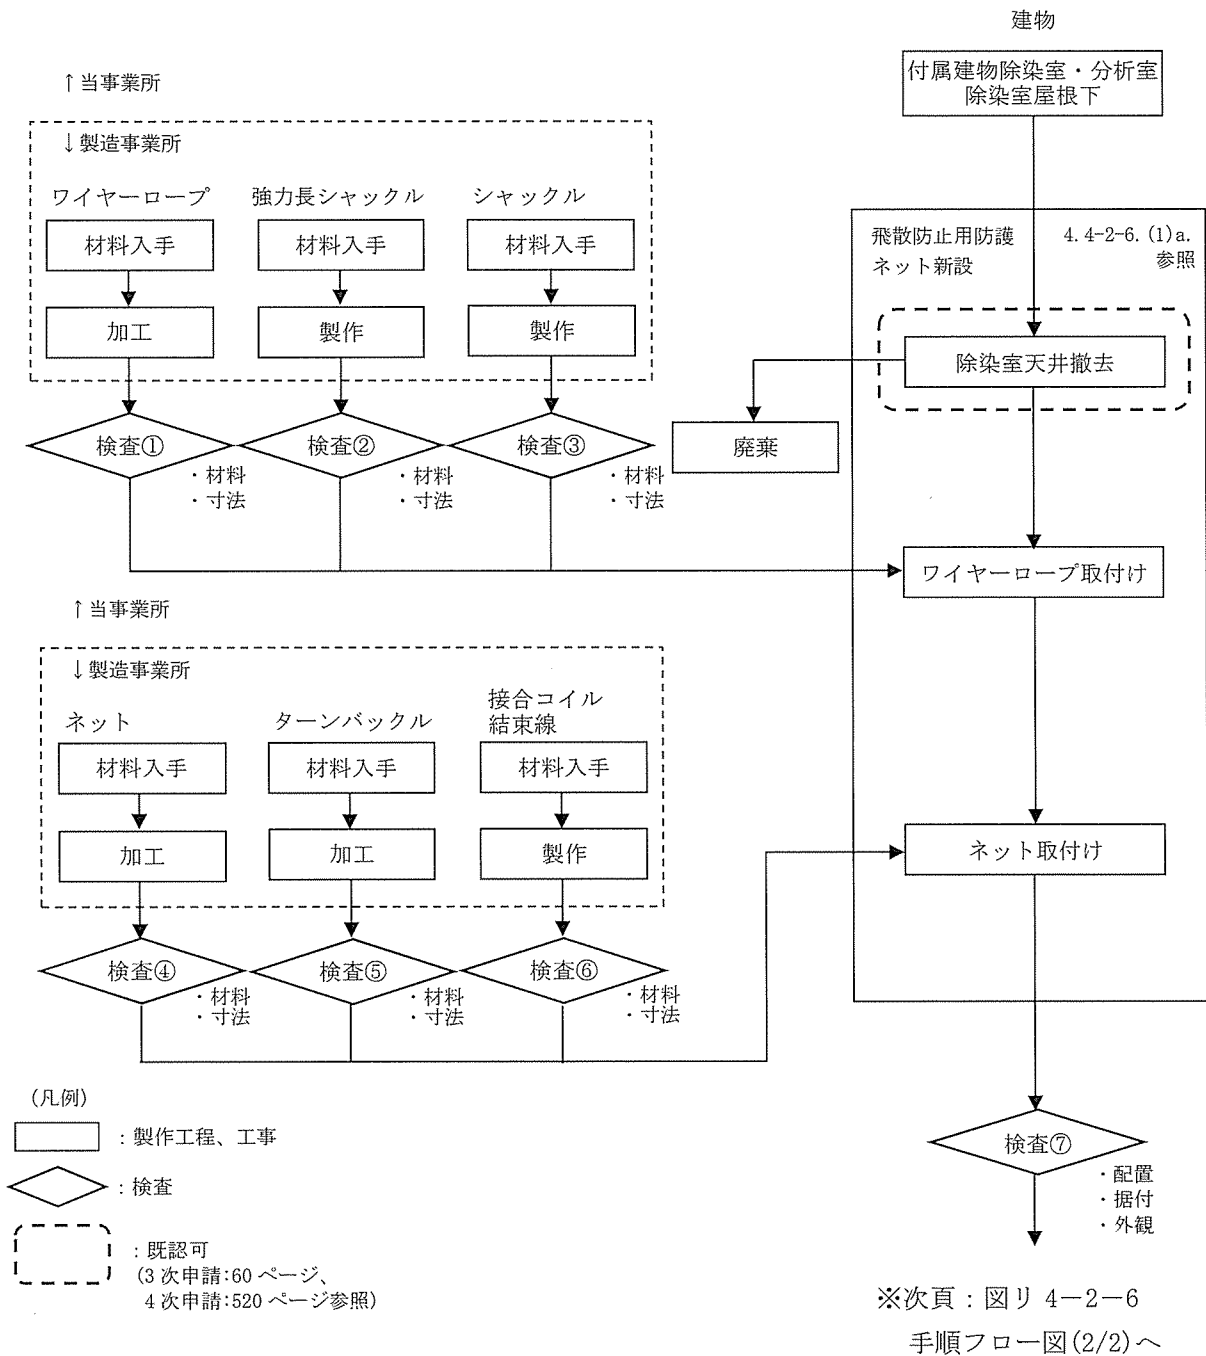 建物
付属建物除染室・分析室
除染室屋根下
↑当事業所
↓製造事業所
ワイヤーロープ
強力長シャックル
シャックル
材料入手
材料入手
材料入手
加工
製作
製作
検査①
・材料
・寸法
検査②
・材料
・寸法
検査③
・材料
・寸法
飛散防止用防護
ネット新設
4.4-2-6.(1)a.
参照
除染室天井撤去
廃棄
ワイヤーロープ取付け
↑当事業所
↓製造事業所
ネット
ターンバックル
接合コイル
結束線
材料入手
材料入手
材料入手
加工
加工
製作
検査④
・材料
・寸法
検査⑤
・材料
・寸法
検査⑥
・材料
・寸法
ネット取付け
検査⑦
・配置
・据付
・外観
(凡例)
：製作工程、工事
：検査
：既認可
(3次申請:60ページ、
4次申請:520ページ参照)
※次頁：図リ 4－2－6
手順フロー図(2/2)へ